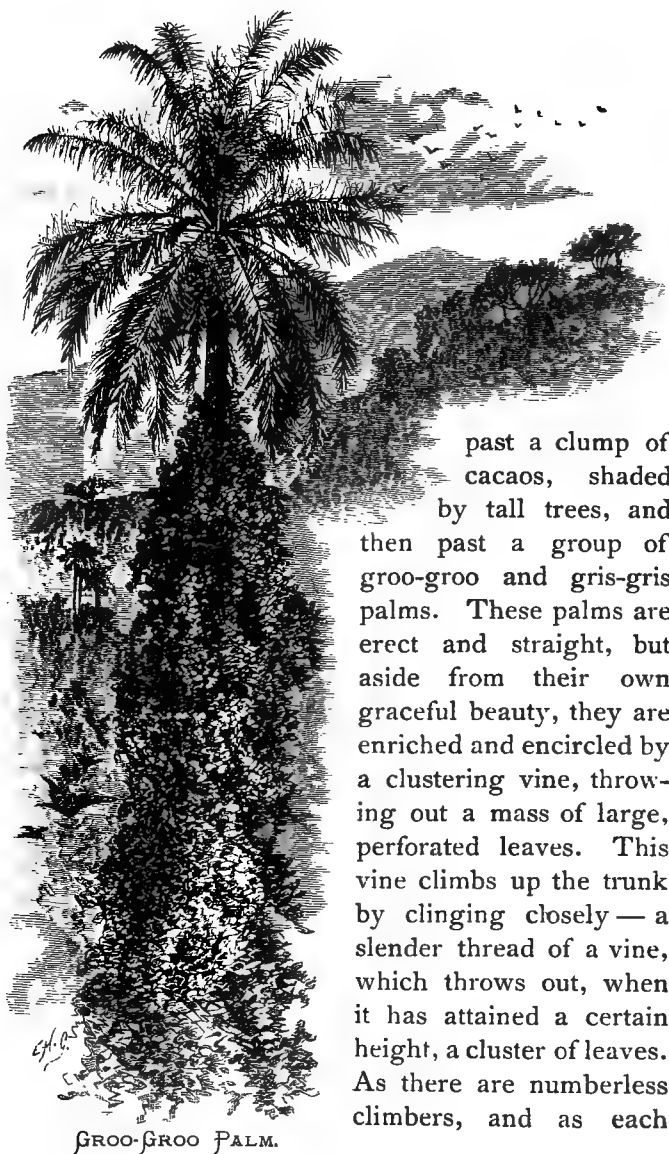 past a clump of
cacaos, shaded
by tall trees, and
then past a group of
groo-groo and gris-gris
palms. These palms are
erect and straight, but
aside from their own
graceful beauty, they are
enriched and encircled by
a clustering vine, throw-
ing out a mass of large,
perforated leaves. This
vine climbs up the trunk
by clinging closely — a
slender thread of a vine,
which throws out, when
it has attained a certain
height, a cluster of leaves.
As there are numberless
climbers, and as each
GROO-GROO PALM.